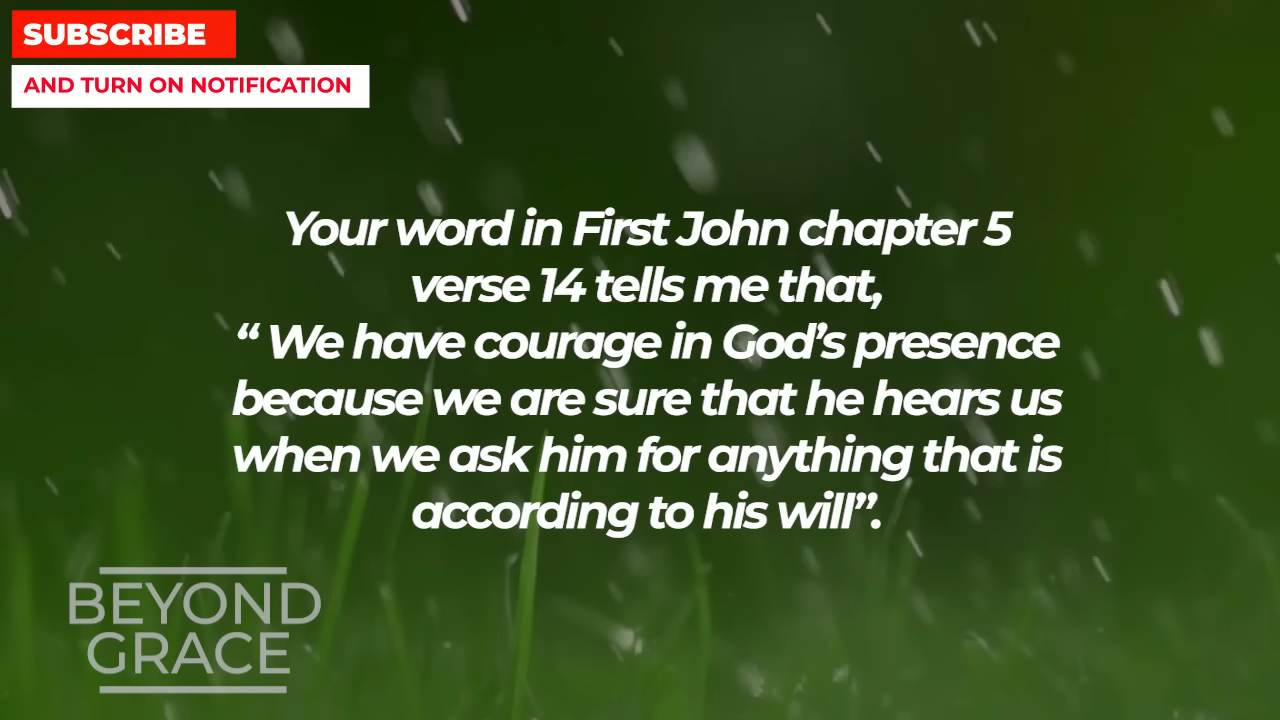 SUBSCRIBE
AND TURN ON NOTIFICATION
Your word in First John chapter 5
verse 14 tells me that,
“ We have courage in God’s presence
because we are sure that he hears us
when we ask him for anything that is
according to his will”.
BEYOND
GRACE